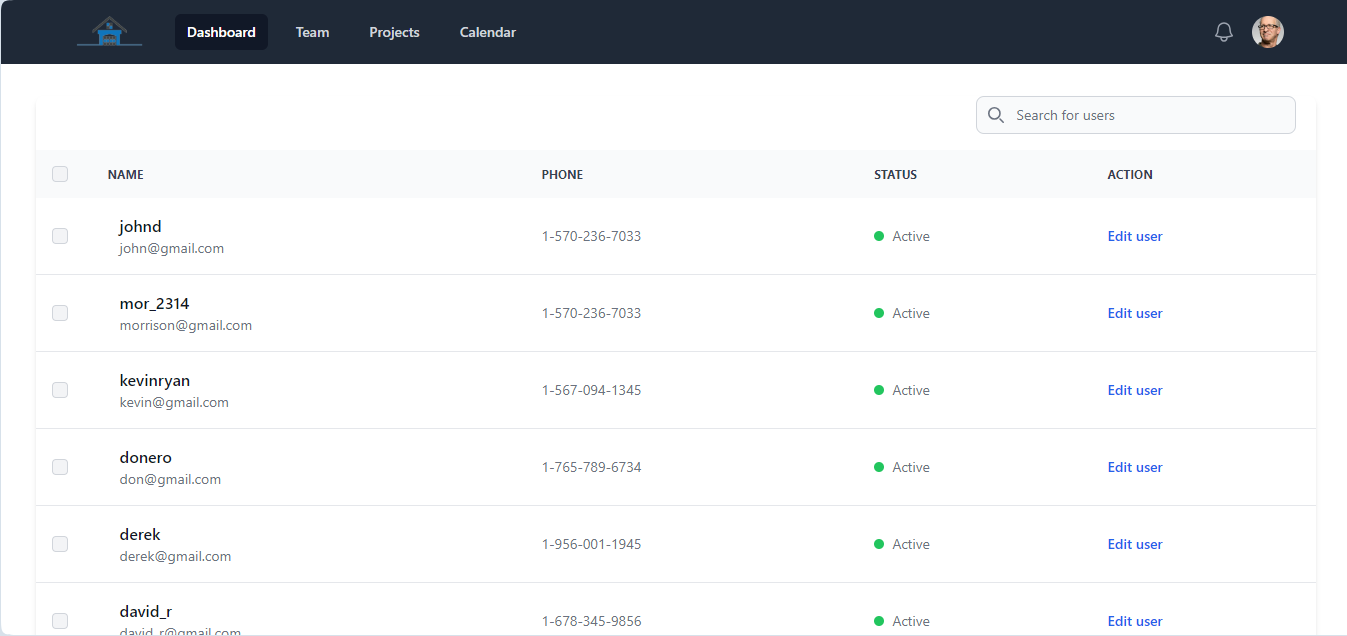 Dashboard Team Projects Calendar
Search for users
NAME PHONE STATUS ACTION
johnd
john@gmail.com
1-570-236-7033 Active Edit user
mor_2314
morrison@gmail.com
1-570-236-7033 Active Edit user
kevinryan
kevin@gmail.com
1-567-094-1345 Active Edit user
donero
don@gmail.com
1-765-789-6734 Active Edit user
derek
derek@gmail.com
1-956-001-1945 Active Edit user
david_r
david_r@gmail.com
1-678-345-9856 Active Edit user